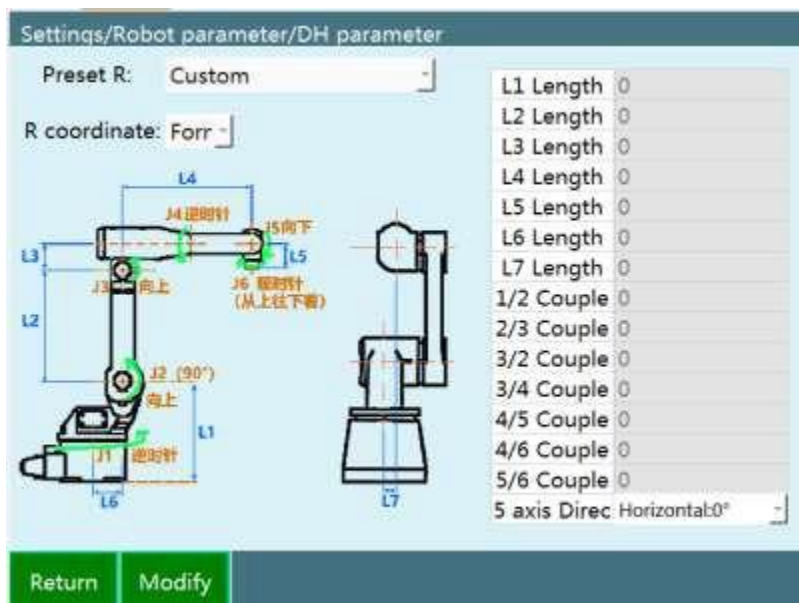 Settings/Robot parameter/DH parameter
Preset R: Custom
R coordinate: Forr
L4
J4逆时针
J5向下
L3
L5
J3 向上
J6 顺时针
(从上往下看)
L2
J2 (90°)
向上
L1
J1 逆时针
L6
L7
L1 Length 0
L2 Length 0
L3 Length 0
L4 Length 0
L5 Length 0
L6 Length 0
L7 Length 0
1/2 Couple 0
2/3 Couple 0
3/2 Couple 0
3/4 Couple 0
4/5 Couple 0
4/6 Couple 0
5/6 Couple 0
5 axis Direc Horizontal:0°
Return Modify